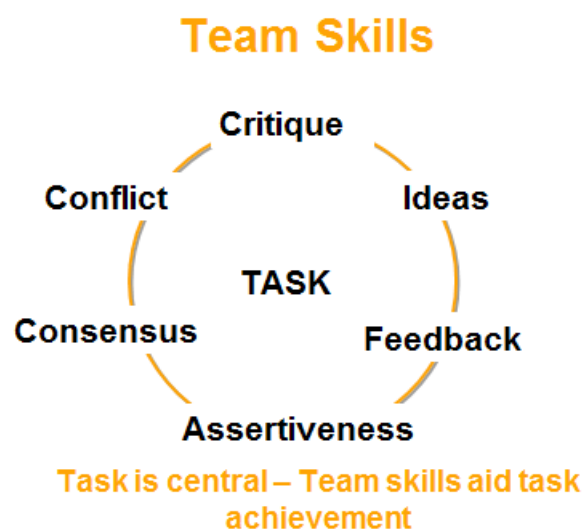 Team Skills
Critique
Conflict
Ideas
TASK
Consensus
Feedback
Assertiveness
Task is central – Team skills aid task
achievement